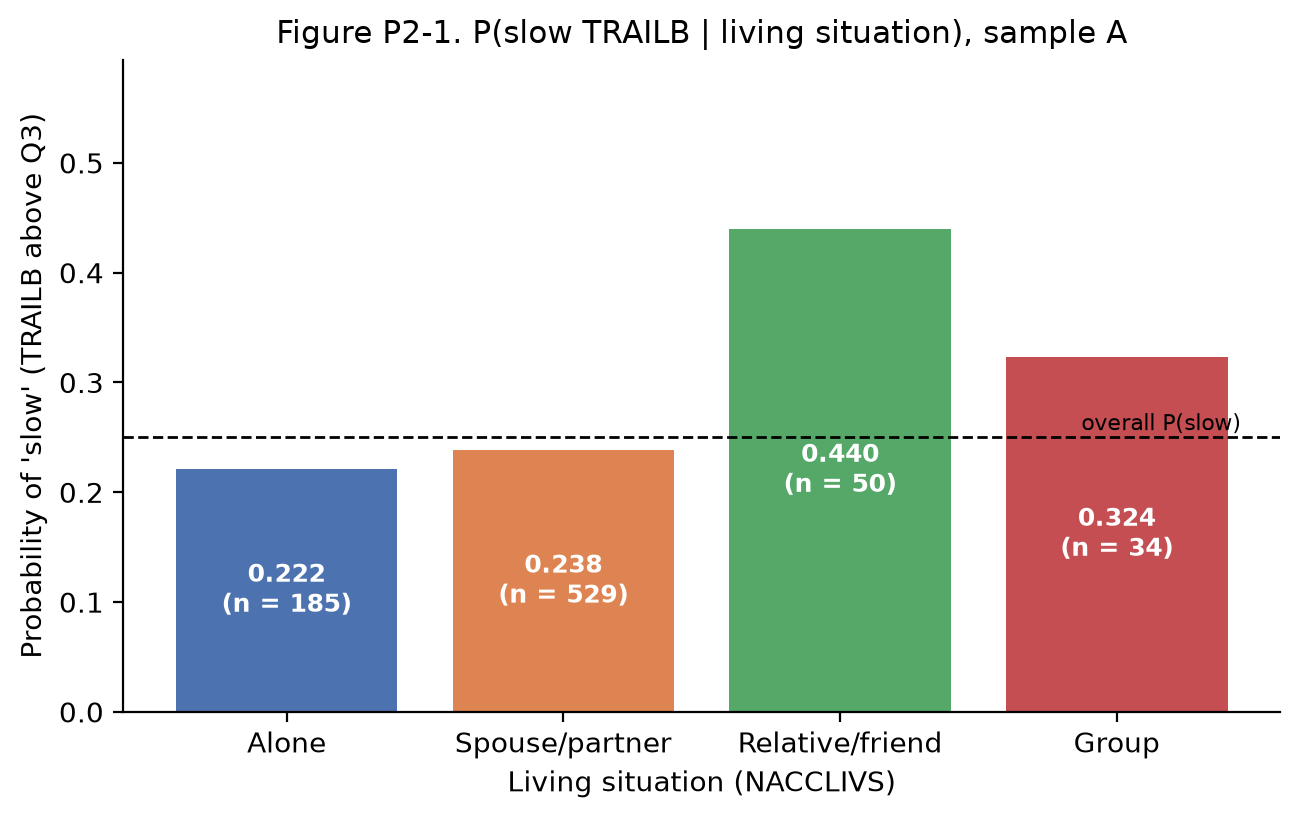 Figure P2-1. P(slow TRAILB | living situation), sample A
Probability of 'slow' (TRAILB above Q3)
0.5
0.4
0.3
0.2
0.1
0.0
overall P(slow)
0.222
(n = 185)
0.238
(n = 529)
0.440
(n = 50)
0.324
(n = 34)
Alone
Spouse/partner
Relative/friend
Group
Living situation (NACCLIVS)